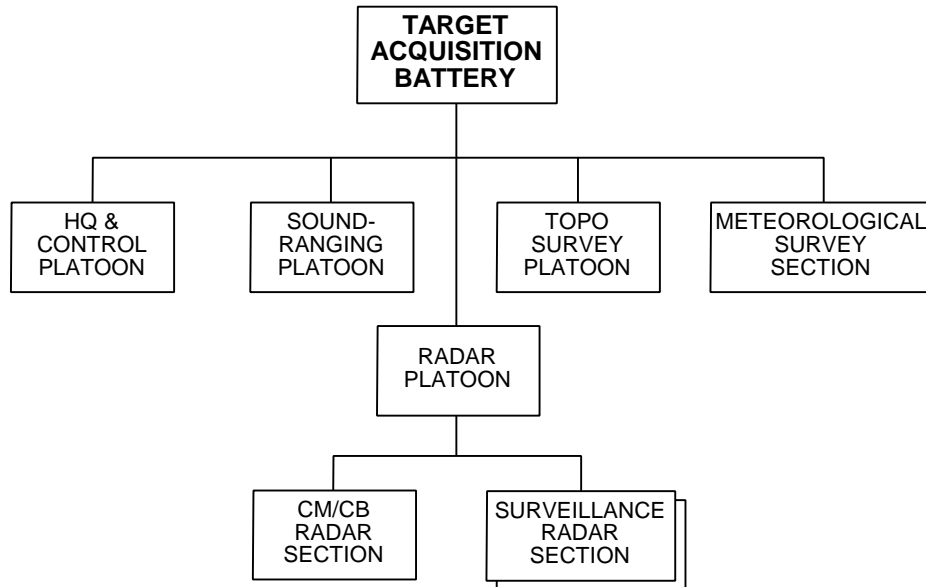 TARGET
ACQUISITION
BATTERY
HQ &
CONTROL
PLATOON
SOUND-
RANGING
PLATOON
TOPO
SURVEY
PLATOON
METEOROLOGICAL
SURVEY
SECTION
RADAR
PLATOON
CM/CB
RADAR
SECTION
SURVEILLANCE
RADAR
SECTION